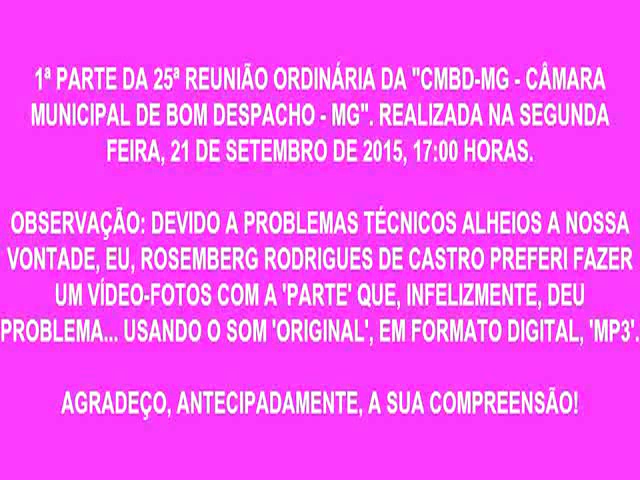 1ª PARTE DA 25ª REUNIÃO ORDINÁRIA DA "CMBD-MG - CÂMARA
MUNICIPAL DE BOM DESPACHO - MG". REALIZADA NA SEGUNDA
FEIRA, 21 DE SETEMBRO DE 2015, 17:00 HORAS.
OBSERVAÇÃO: DEVIDO A PROBLEMAS TÉCNICOS ALHEIOS A NOSSA
VONTADE, EU, ROSEMBERG RODRIGUES DE CASTRO PREFERI FAZER
UM VÍDEO-FOTOS COM A 'PARTE' QUE, INFELIZMENTE, DEU
PROBLEMA... USANDO O SOM 'ORIGINAL', EM FORMATO DIGITAL, 'MP3'.
AGRADEÇO, ANTECIPADAMENTE, A SUA COMPREENSÃO!